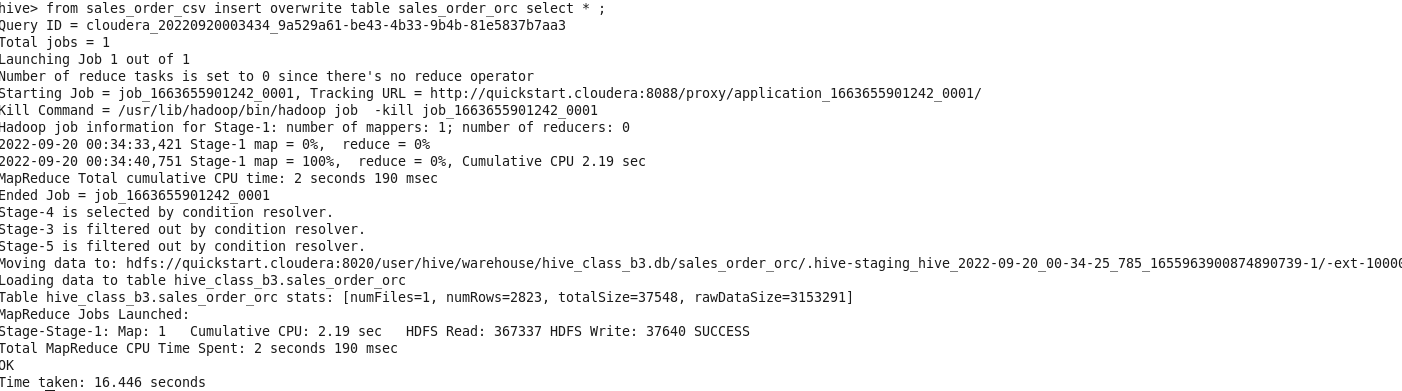 hive> from sales_order_csv insert overwrite table sales_order_orc select * ;
Query ID = cloudera_20220920003434_9a529a61-be43-4b33-9b4b-81e5837b7aa3
Total jobs = 1
Launching Job 1 out of 1
Number of reduce tasks is set to 0 since there's no reduce operator
Starting Job = job_1663655901242_0001, Tracking URL = http://quickstart.cloudera:8088/proxy/application_1663655901242_0001/
Kill Command = /usr/lib/hadoop/bin/hadoop job  -kill job_1663655901242_0001
Hadoop job information for Stage-1: number of mappers: 1; number of reducers: 0
2022-09-20 00:34:33,421 Stage-1 map = 0%,  reduce = 0%
2022-09-20 00:34:40,751 Stage-1 map = 100%,  reduce = 0%, Cumulative CPU 2.19 sec
MapReduce Total cumulative CPU time: 2 seconds 190 msec
Ended Job = job_1663655901242_0001
Stage-4 is selected by condition resolver.
Stage-3 is filtered out by condition resolver.
Stage-5 is filtered out by condition resolver.
Moving data to: hdfs://quickstart.cloudera:8020/user/hive/warehouse/hive_class_b3.db/sales_order_orc/.hive-staging_hive_2022-09-20_00-34-25_785_1655963900874890739-1/-ext-10000
Loading data to table hive_class_b3.sales_order_orc
Table hive_class_b3.sales_order_orc stats: [numFiles=1, numRows=2823, totalSize=37548, rawDataSize=3153291]
MapReduce Jobs Launched:
Stage-Stage-1: Map: 1   Cumulative CPU: 2.19 sec   HDFS Read: 367337 HDFS Write: 37640 SUCCESS
Total MapReduce CPU Time Spent: 2 seconds 190 msec
OK
Time taken: 16.446 seconds